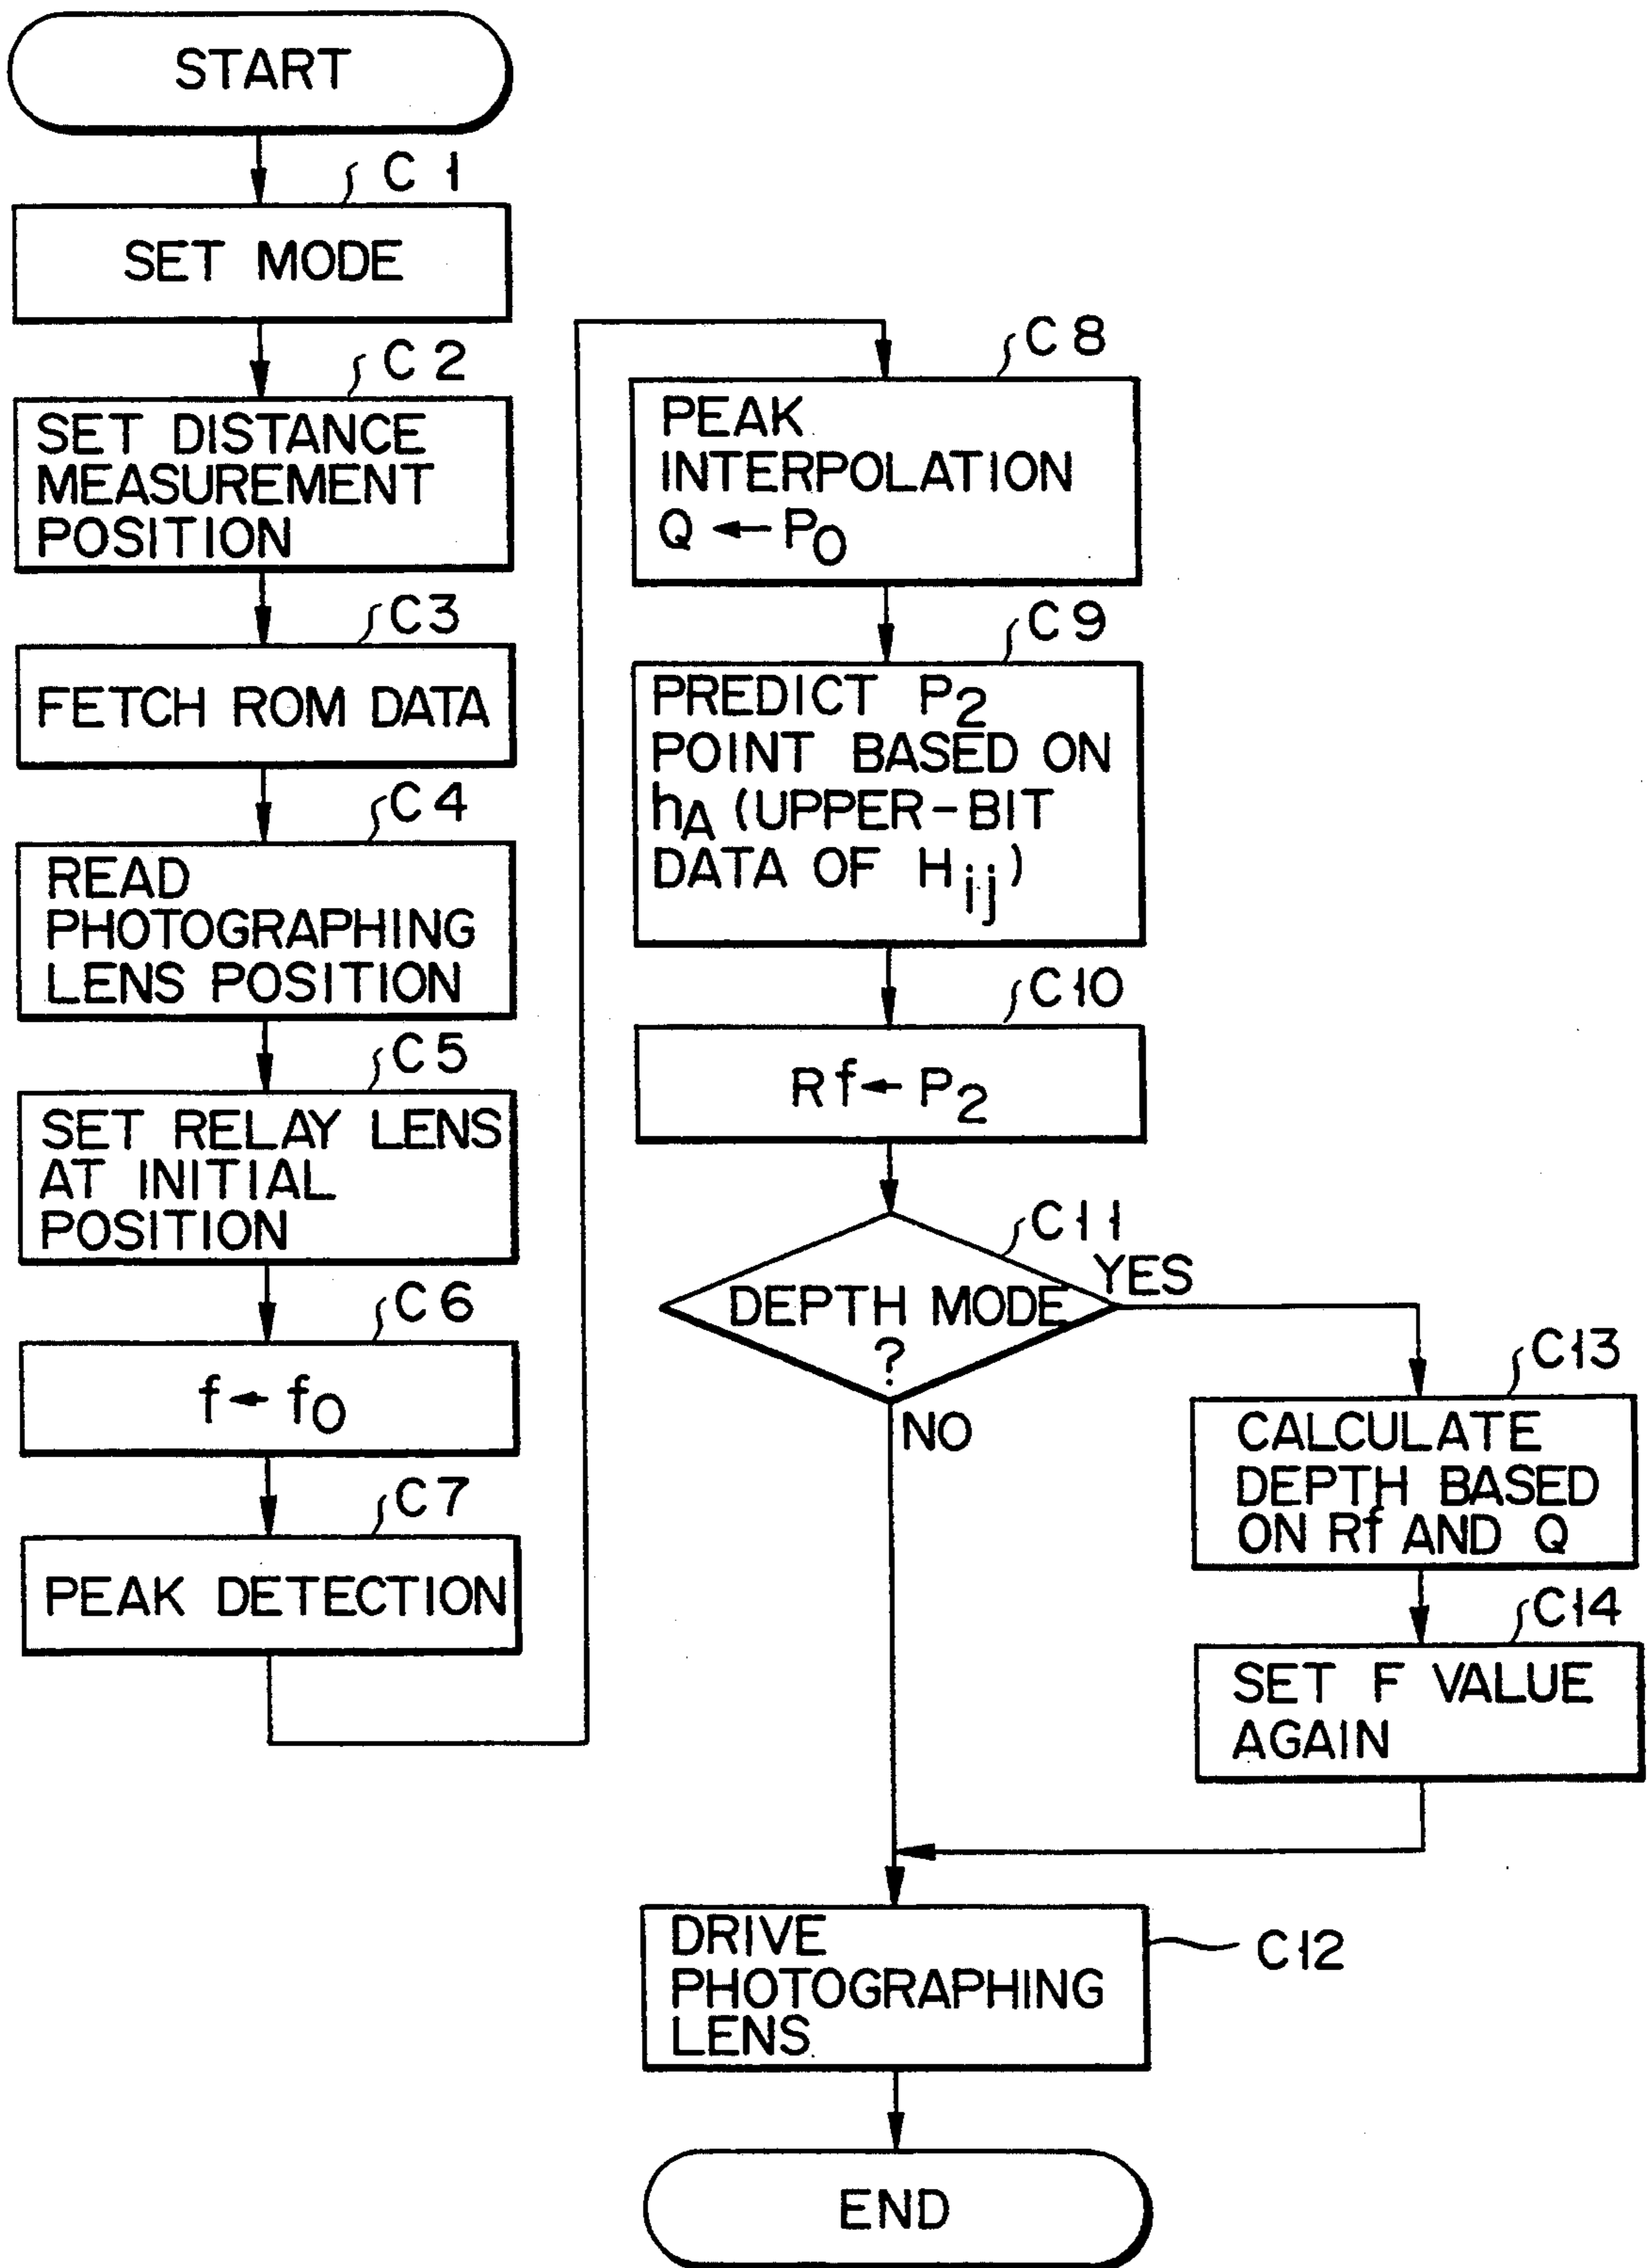 START
C1
SET MODE
C2
SET DISTANCE
MEASUREMENT
POSITION
C3
FETCH ROM DATA
C4
READ
PHOTOGRAPHING
LENS POSITION
C5
SET RELAY LENS
AT INITIAL
POSITION
C6
f ← f0
C7
PEAK DETECTION
C8
PEAK
INTERPOLATION
Q ← P0
C9
PREDICT P2
POINT BASED ON
hA (UPPER-BIT
DATA OF Hij)
C10
Rf ← P2
C11
DEPTH MODE
?
YES
NO
C13
CALCULATE
DEPTH BASED
ON Rf AND Q
C14
SET F VALUE
AGAIN
DRIVE
PHOTOGRAPHING
LENS
C12
END